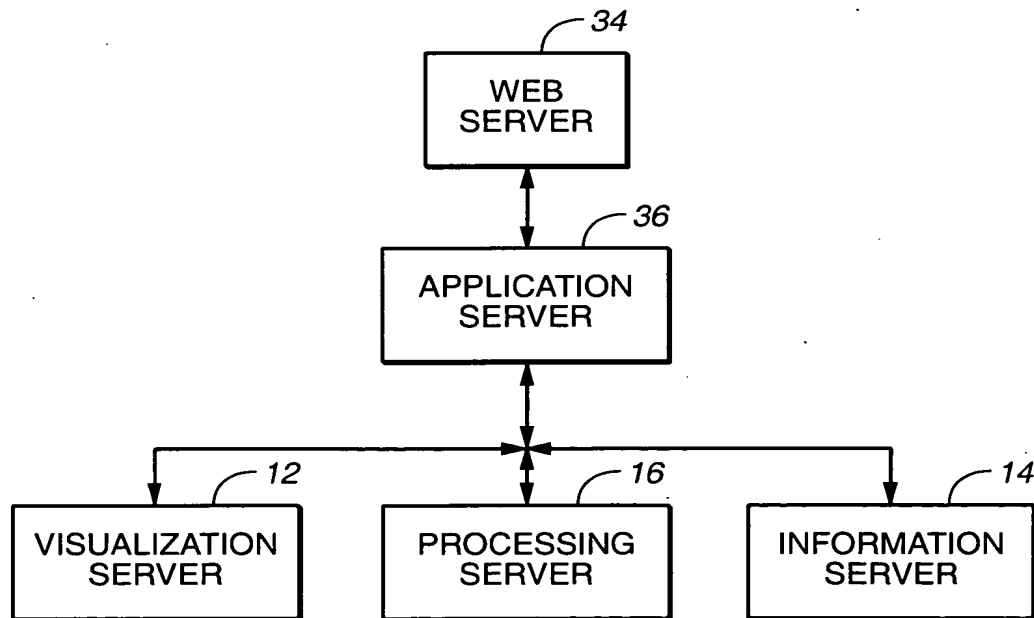 34
WEB
SERVER
36
APPLICATION
SERVER
12
16
14
VISUALIZATION
SERVER
PROCESSING
SERVER
INFORMATION
SERVER